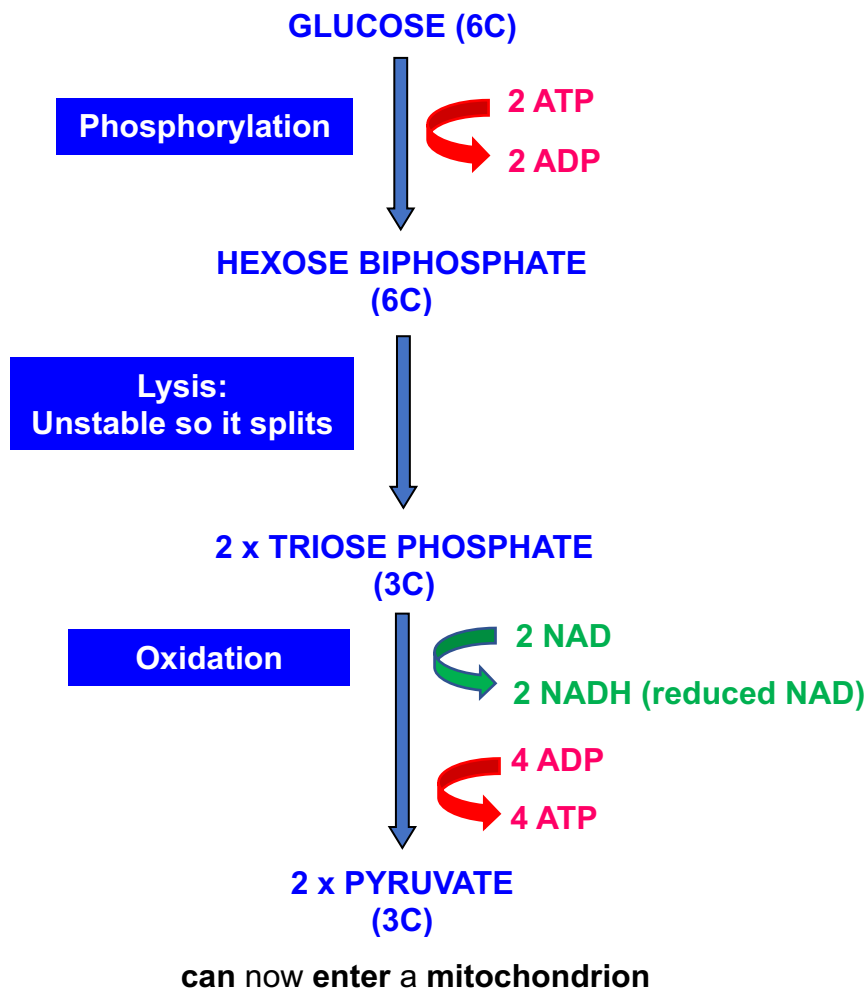 GLUCOSE (6C)
Phosphorylation
2 ATP
2 ADP
HEXOSE BIPHOSPHATE
(6C)
Lysis:
Unstable so it splits
2 x TRIOSE PHOSPHATE
(3C)
Oxidation
2 NAD
2 NADH (reduced NAD)
4 ADP
4 ATP
2 x PYRUVATE
(3C)
can now enter a mitochondrion